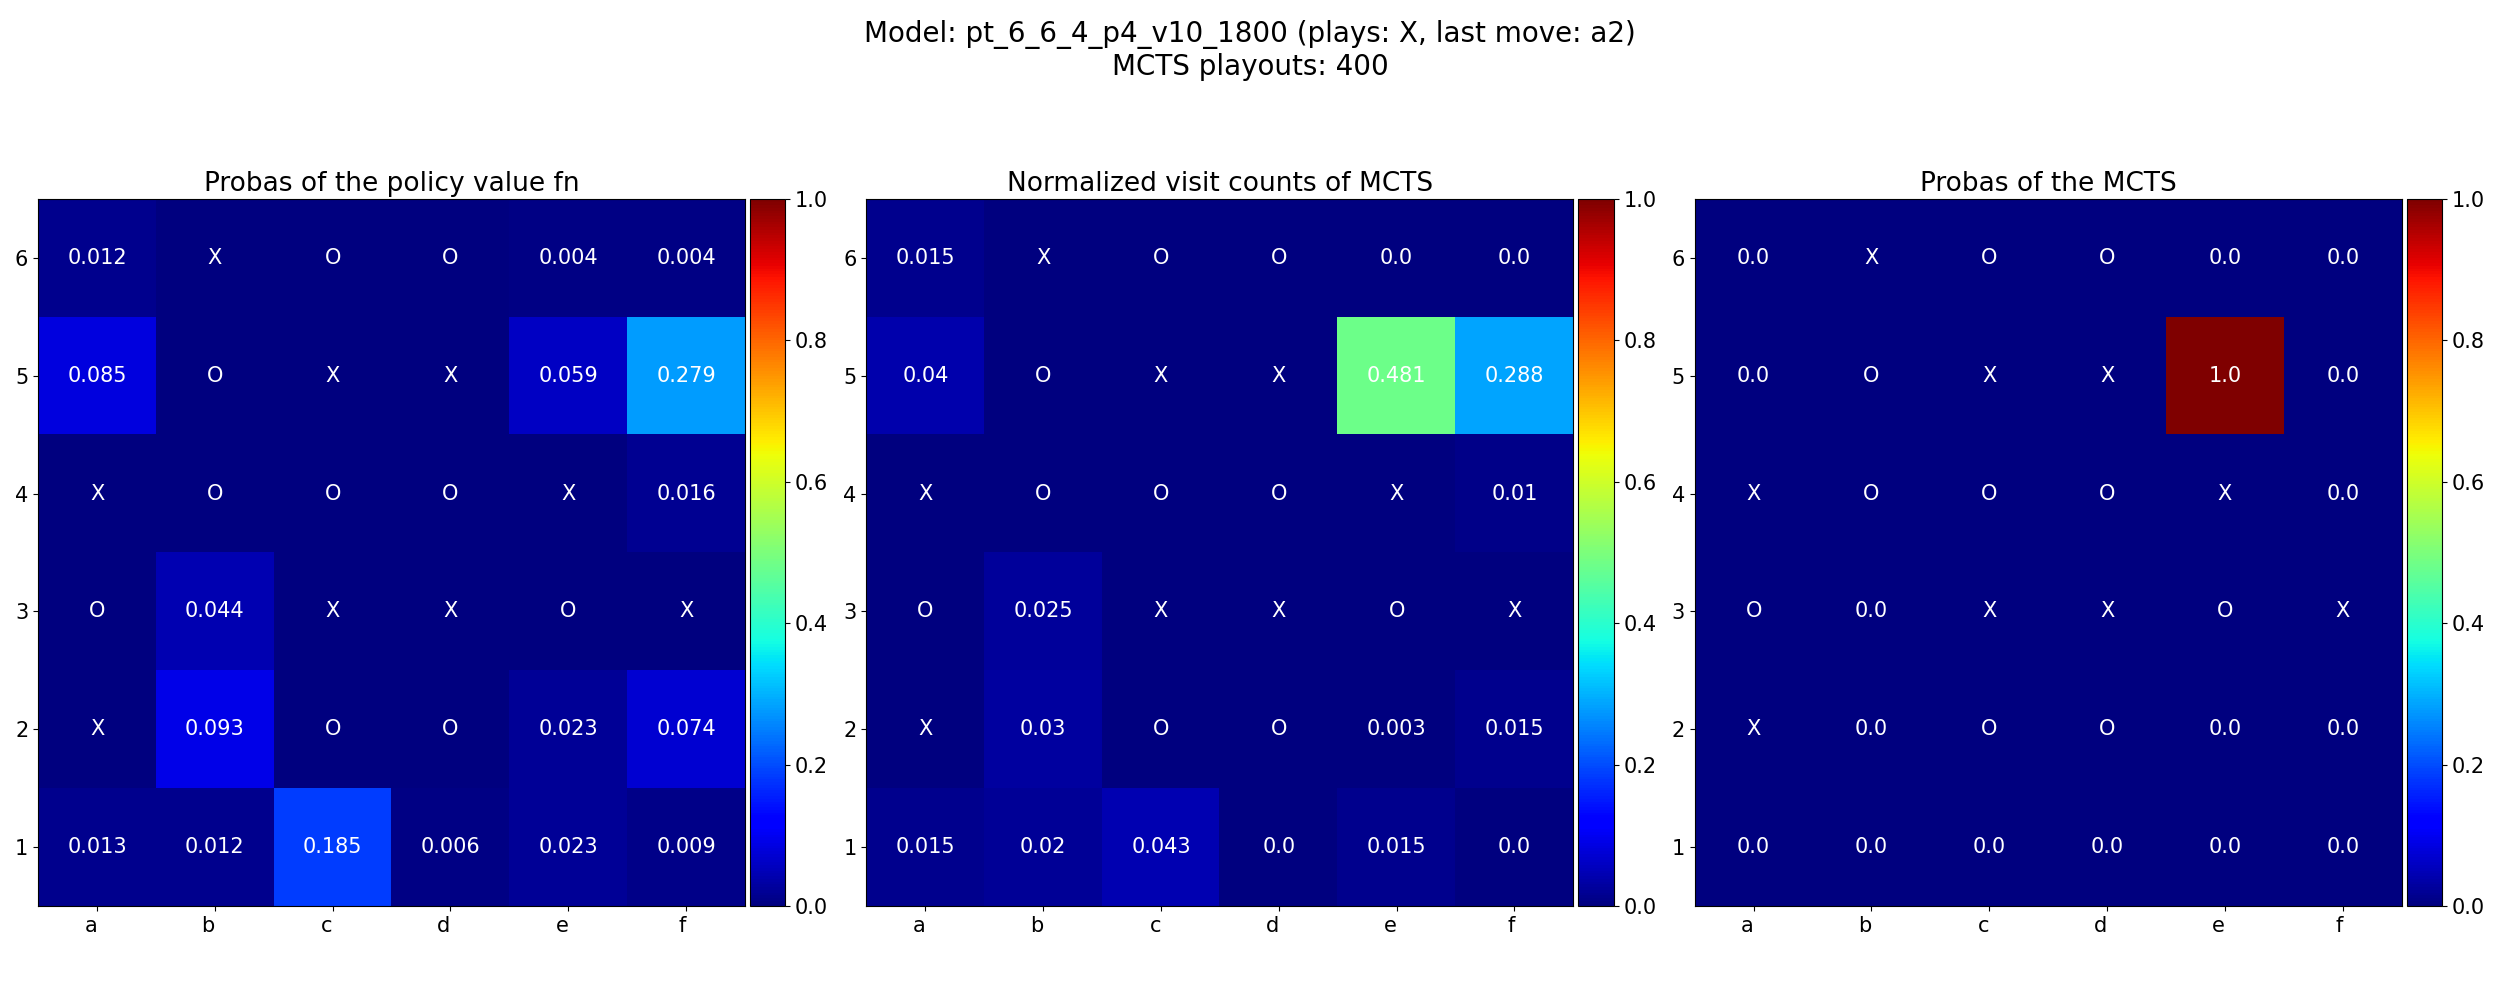 Model: pt_6_6_4_p4_v10_1800 (plays: X, last move: a2)
MCTS playouts: 400
Probas of the policy value fn
6 0.012 X O O 0.004 0.004
5 0.085 O X X 0.059 0.279
4 X O O O X 0.016
3 O 0.044 X X O X
2 X 0.093 O O 0.023 0.074
1 0.013 0.012 0.185 0.006 0.023 0.009
a b c d e f
1.0
0.8
0.6
0.4
0.2
0.0
Normalized visit counts of MCTS
6 0.015 X O O 0.0 0.0
5 0.04 O X X 0.481 0.288
4 X O O O X 0.01
3 O 0.025 X X O X
2 X 0.03 O O 0.003 0.015
1 0.015 0.02 0.043 0.0 0.015 0.0
a b c d e f
1.0
0.8
0.6
0.4
0.2
0.0
Probas of the MCTS
6 0.0 X O O 0.0 0.0
5 0.0 O X X 1.0 0.0
4 X O O O X 0.0
3 O 0.0 X X O X
2 X 0.0 O O 0.0 0.0
1 0.0 0.0 0.0 0.0 0.0 0.0
a b c d e f
1.0
0.8
0.6
0.4
0.2
0.0